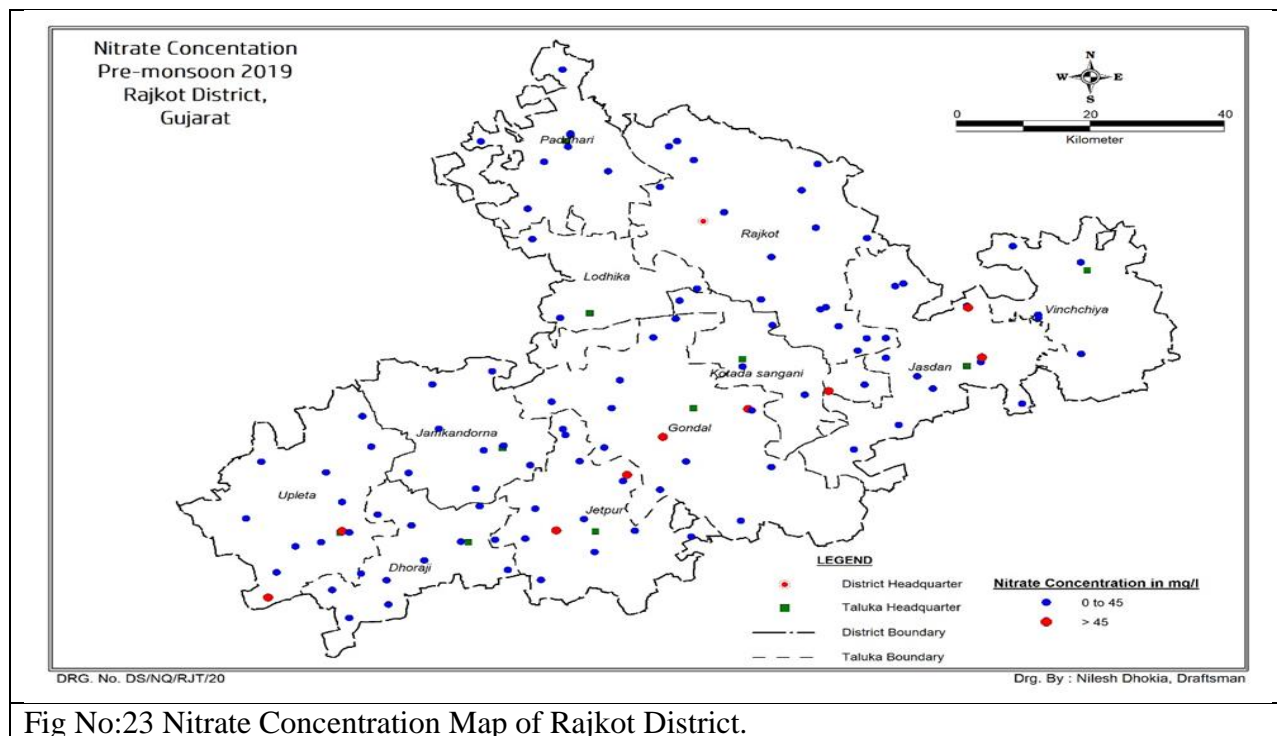 Nitrate Concentation
Pre-monsoon 2019
Rajkot District,
Gujarat
N
W E
S
0 20 40
Kilometer
Paddhari
Rajkot
Lodhika
Vinchchiya
Jasdan
Kotada sangani
Gondal
Jamkandorna
Upleta
Jetpur
Dhoraji
LEGEND
District Headquarter
Taluka Headquarter
District Boundary
Taluka Boundary
Nitrate Concentration in mg/l
0 to 45
> 45
DRG. No. DS/NQ/RJT/20
Drg. By : Nilesh Dhokia, Draftsman
Fig No:23 Nitrate Concentration Map of Rajkot District.